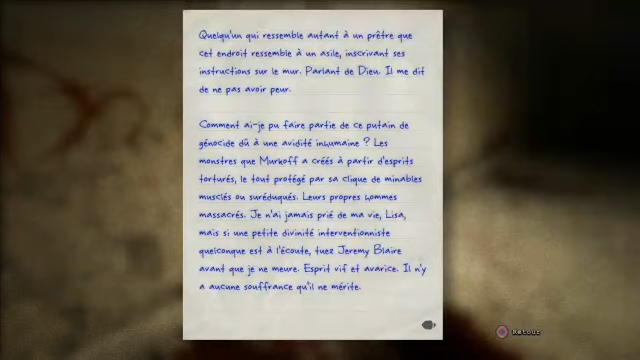 Quelqu'un qui ressemble autant à un prêtre que
cet endroit ressemble à un asile, inscrivant ses
instructions sur le mur. Parlant de Dieu. Il me dit
de ne pas avoir peur.
Comment ai-je pu faire partie de ce putain de
génocide dû à une avidité inhumaine ? Les
monstres que Murkoff a créés à partir d'esprits
torturés, le tout protégé par sa clique de minables
musclés ou suréduqués. Leurs propres hommes
massacrés. Je n'ai jamais prié de ma vie, Lisa,
mais si une petite divinité interventionniste
quelconque est à l'écoute, tuez Jeremy Blaire
avant que je ne meure. Esprit vif et avarice. Il n'y
a aucune souffrance qu'il ne mérite.
Retour